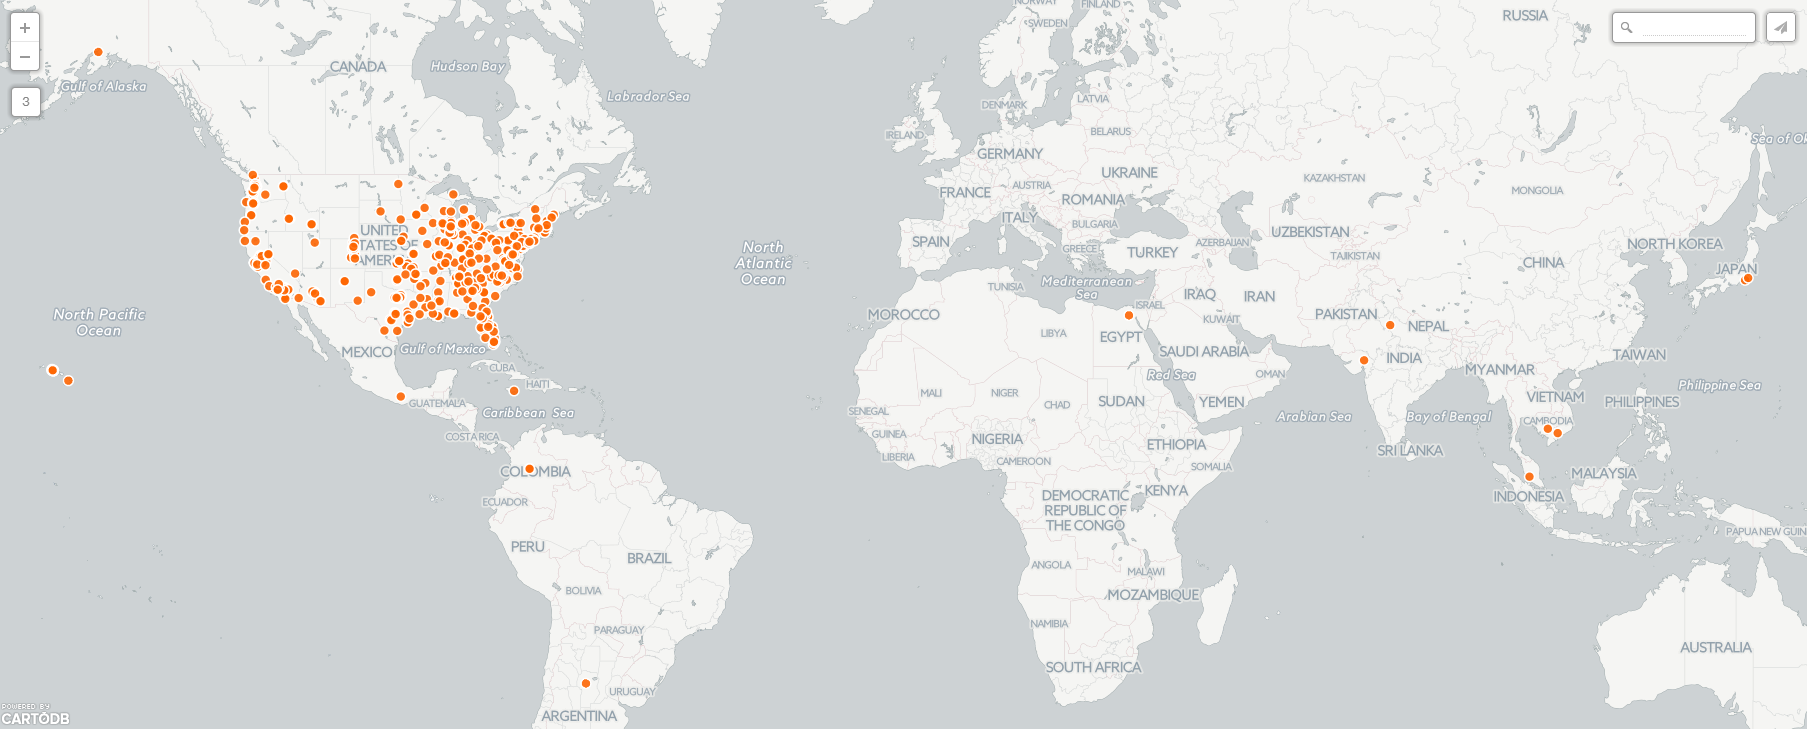 +
−
3
NORWAY
FINLAND
SWEDEN
RUSSIA
CANADA
Hudson Bay
Gulf of Alaska
Labrador Sea
DENMARK
LATVIA
IRELAND
BELARUS
Sea of Ok
GERMANY
UKRAINE
KAZAKHSTAN
FRANCE
AUSTRIA
MONGOLIA
ROMANIA
ITALY
BULGARIA
UNITED
STATES OF
AMERI
SPAIN
GREECE
TURKEY
AZERBAIJAN
UZBEKISTAN
TAJIKISTAN
NORTH KOREA
North
Atlantic
Ocean
CHINA
JAPAN
Mediterranean
Sea
TUNISIA
ISRAEL
IRAQ
IRAN
North Pacific
Ocean
MOROCCO
KUWAIT
PAKISTAN
NEPAL
LIBYA
EGYPT
MEXICO
Gulf of Mexico
SAUDI ARABIA
INDIA
TAIWAN
CUBA
HAITI
Red Sea
OMAN
MYANMAR
Philippine Sea
MALI
NIGER
CHAD
GUATEMALA
Caribbean Sea
SENEGAL
SUDAN
YEMEN
Arabian Sea
Bay of Bengal
VIETNAM
PHILIPPINES
CAMBODIA
COSTA RICA
GUINEA
NIGERIA
ETHIOPIA
SRI LANKA
LIBERIA
CAMEROON
SOMALIA
COLOMBIA
MALAYSIA
ECUADOR
DEMOCRATIC
REPUBLIC OF
THE CONGO
KENYA
INDONESIA
PERU
BRAZIL
PAPUA NEW GUIN
ANGOLA
MALAWI
BOLIVIA
MOZAMBIQUE
PARAGUAY
NAMIBIA
AUSTRALIA
SOUTH AFRICA
URUGUAY
ARGENTINA
POWERED BY
CARTODB